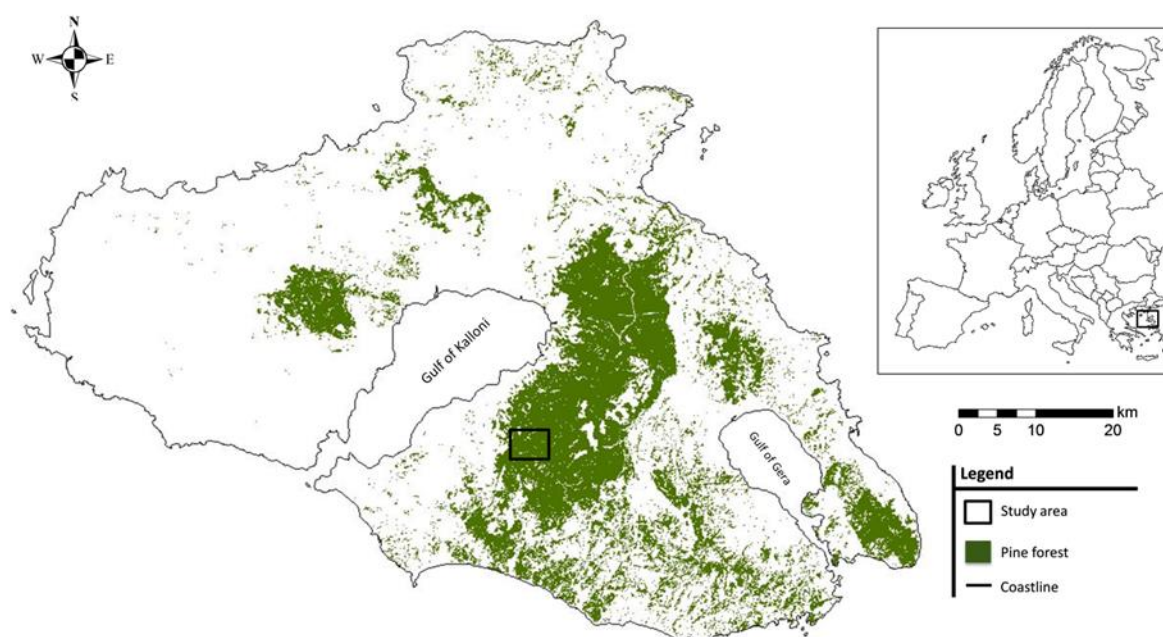 N
W E
S
Gulf of Kalloni
Gulf of Gera
km
0 5 10 20
Legend
Study area
Pine forest
Coastline